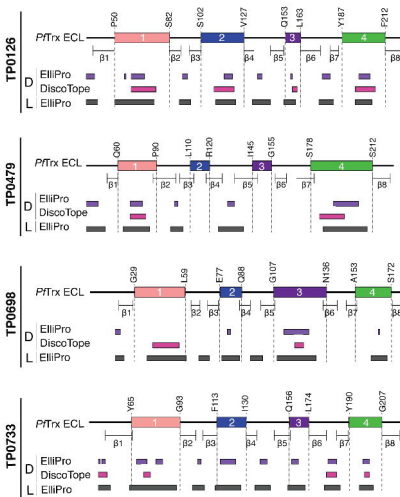 TP0126
P50 S82 S102 V127 Q153 L163 Y187 F212
PfTrx ECL 1 2 3 4
β1 β2 β3 β4 β5 β6 β7 β8
D ElliPro
DiscoTope
L ElliPro
TP0479
Q60 P90 L110 R120 I145 G155 S178 S212
PfTrx ECL 1 2 3 4
β1 β2 β3 β4 β5 β6 β7 β8
D ElliPro
DiscoTope
L ElliPro
TP0698
G29 L59 E77 Q88 G107 N136 A153 S172
PfTrx ECL 1 2 3 4
β1 β2 β3 β4 β5 β6 β7 β8
D ElliPro
DiscoTope
L ElliPro
TP0733
Y65 G93 F113 I130 Q156 L174 Y190 G207
PfTrx ECL 1 2 3 4
β1 β2 β3 β4 β5 β6 β7 β8
D ElliPro
DiscoTope
L ElliPro